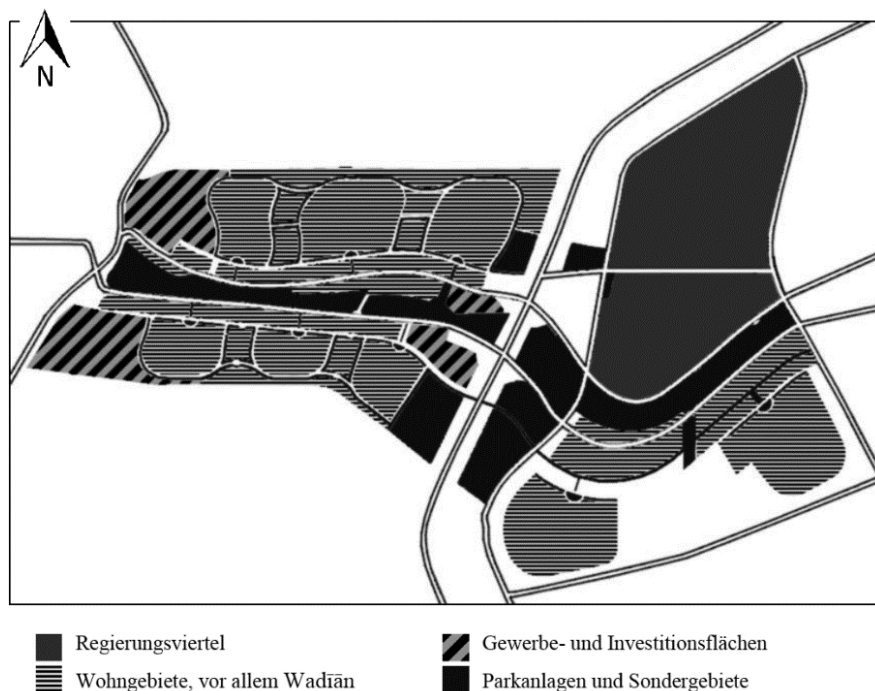 N
Regierungsviertel
Gewerbe- und Investitionsflächen
Wohngebiete, vor allem Wadīān
Parkanlagen und Sondergebiete